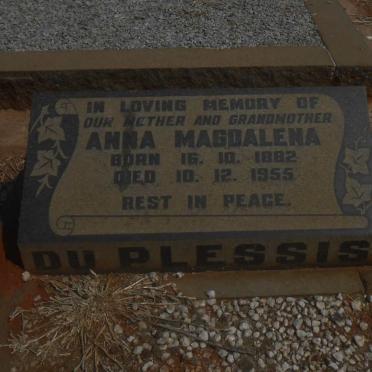 IN LOVING MEMORY OF
OUR MOTHER AND GRANDMOTHER
ANNA MAGDALENA
BORN 16. 10. 1882
DIED 10. 12. 1955
REST IN PEACE.
DU PLESSIS